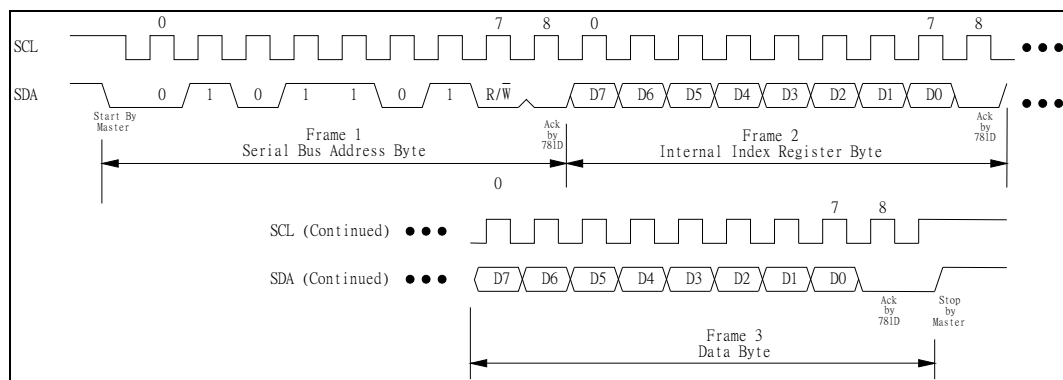 0 7 8 0 7 8
SCL
SDA 0 1 0 1 1 0 1 R/W̅ D7 D6 D5 D4 D3 D2 D1 D0
Start By
Master
Ack
by
781D
Ack
by
781D
Frame 1
Serial Bus Address Byte
Frame 2
Internal Index Register Byte
0 7 8
SCL (Continued)
SDA (Continued) D7 D6 D5 D4 D3 D2 D1 D0
Ack
by
781D
Stop
by
Master
Frame 3
Data Byte